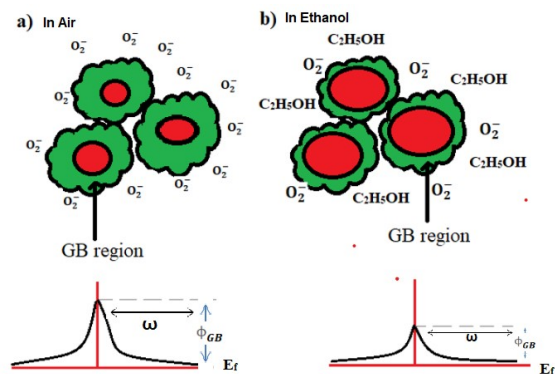 a) In Air
O₂⁻
O₂⁻
O₂⁻
O₂⁻
O₂⁻
O₂⁻
O₂⁻
O₂⁻
O₂⁻
O₂⁻
O₂⁻
O₂⁻
O₂⁻
GB region
ω
ϕGB
Ef
b) In Ethanol
C₂H₅OH
O₂⁻
O₂⁻
C₂H₅OH
C₂H₅OH
O₂⁻
C₂H₅OH
O₂⁻
C₂H₅OH
O₂⁻
GB region
ω
ϕGB
Ef